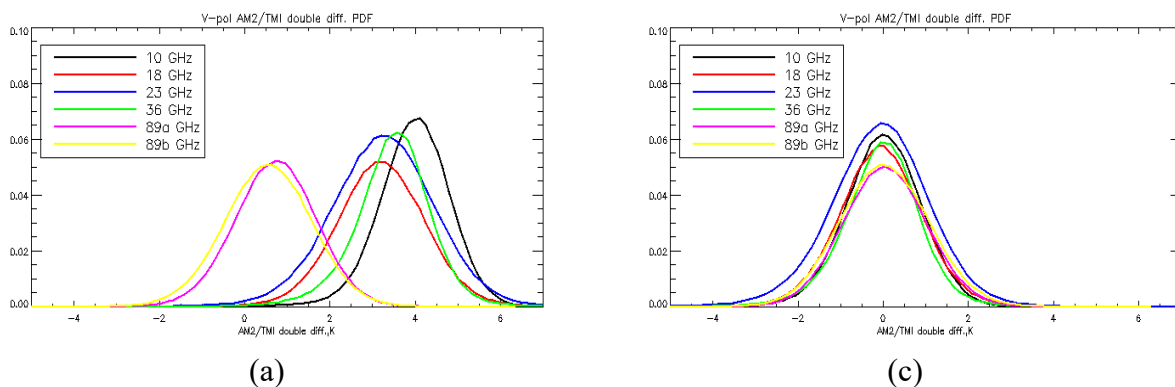 V-pol AM2/TMI double diff. PDF
0.10
0.08
0.06
0.04
0.02
0.00
10 GHz
18 GHz
23 GHz
36 GHz
89a GHz
89b GHz
-4
-2
0
2
4
6
AM2/TMI double diff.,K
(a)
V-pol AM2/TMI double diff. PDF
0.10
0.08
0.06
0.04
0.02
0.00
10 GHz
18 GHz
23 GHz
36 GHz
89a GHz
89b GHz
-4
-2
0
2
4
6
AM2/TMI double diff.,K
(c)